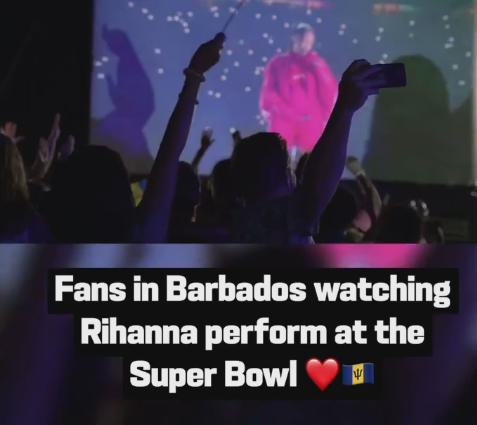 Fans in Barbados watching
Rihanna perform at the
Super Bowl ❤️🇧🇧